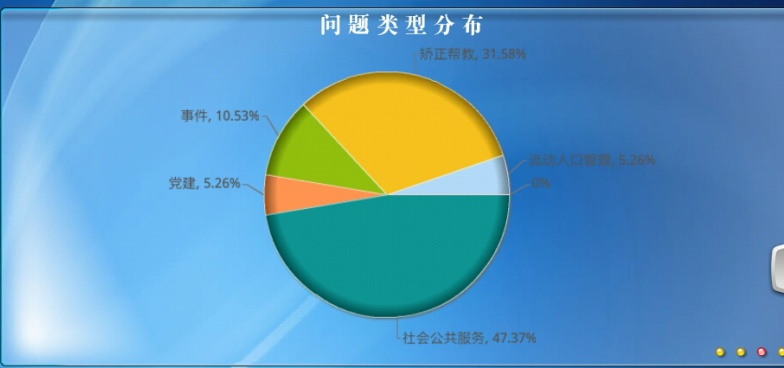 问题类型分布
矫正帮教, 31.58%
事件, 10.53%
流动人口管理, 5.26%
党建, 5.26%
0%
社会公共服务, 47.37%